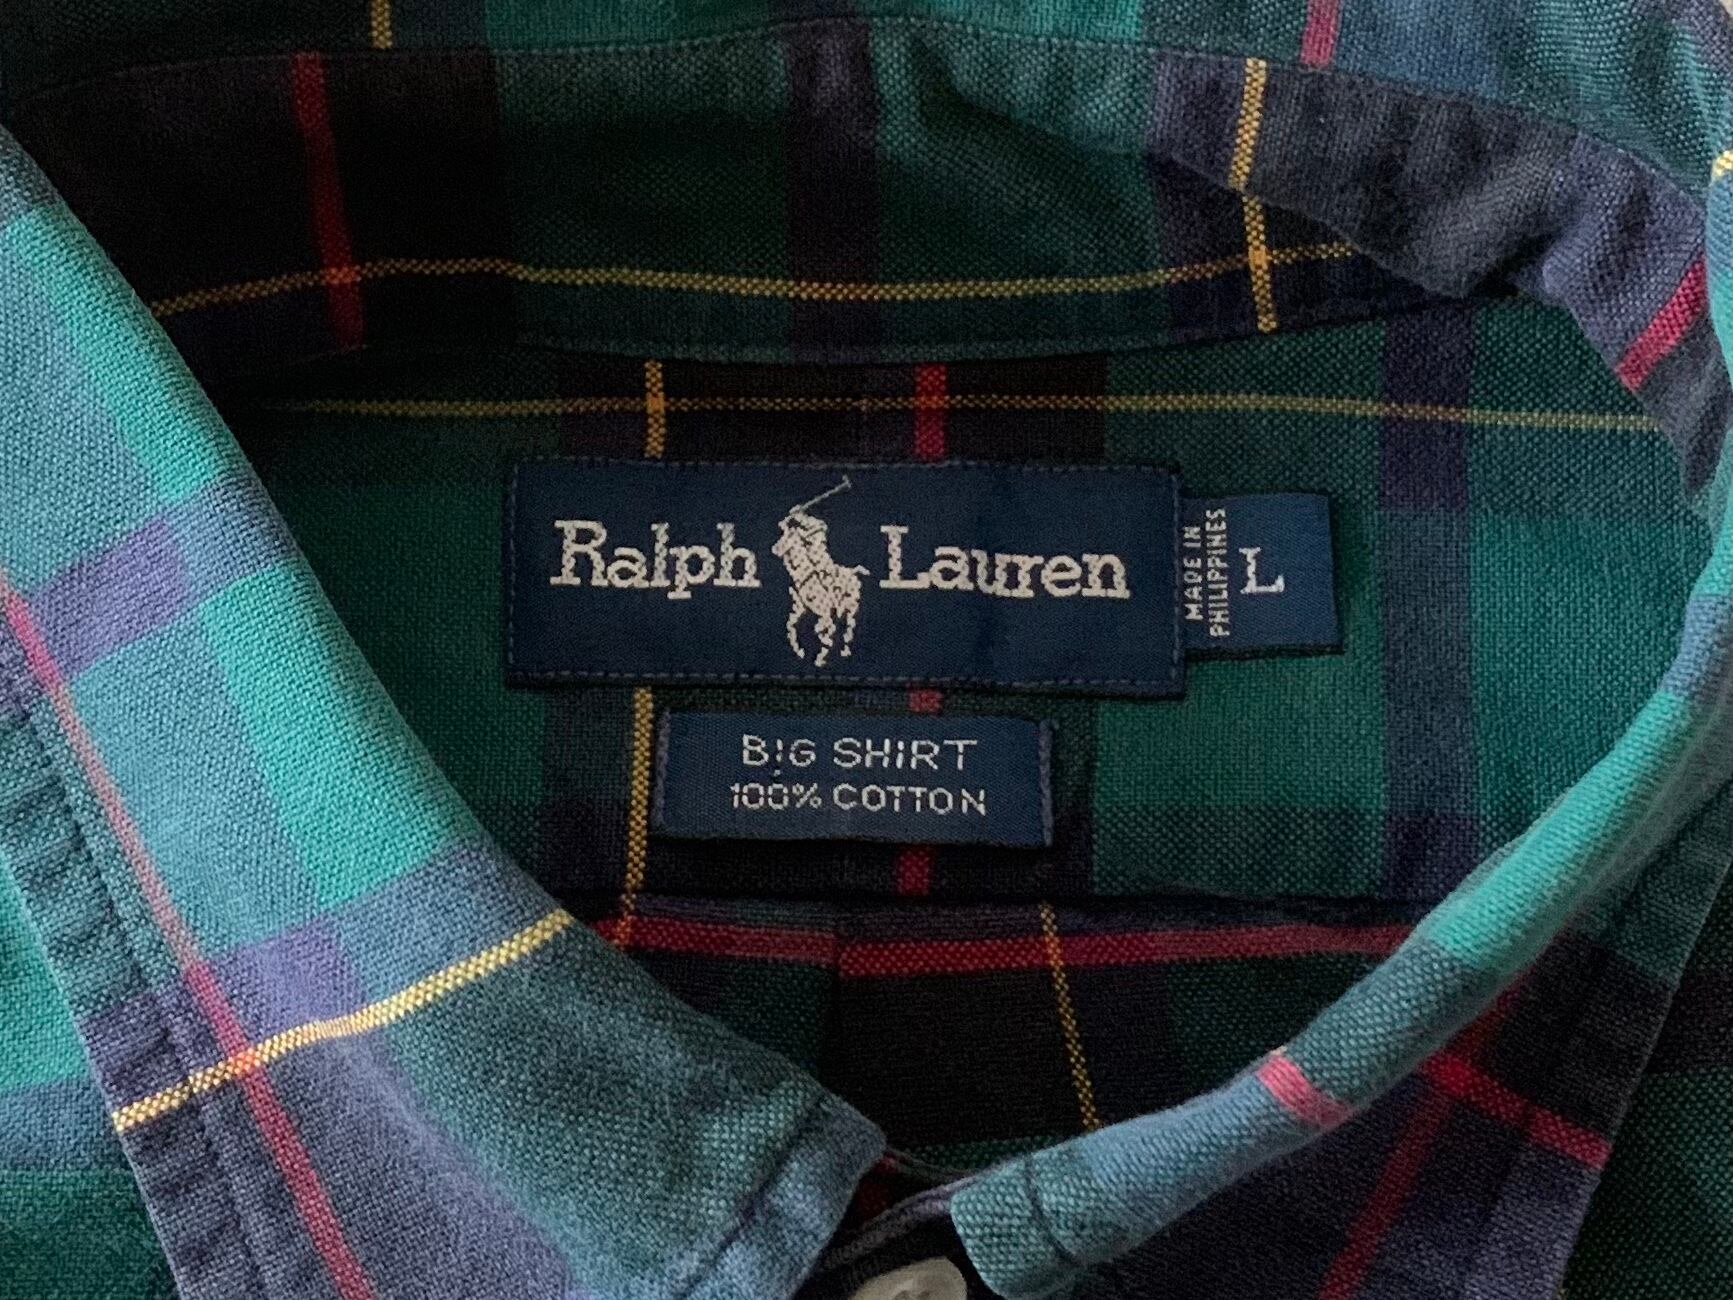 Ralph Lauren
MADE IN
PHILIPPINES
L
BIG SHIRT
100% COTTON